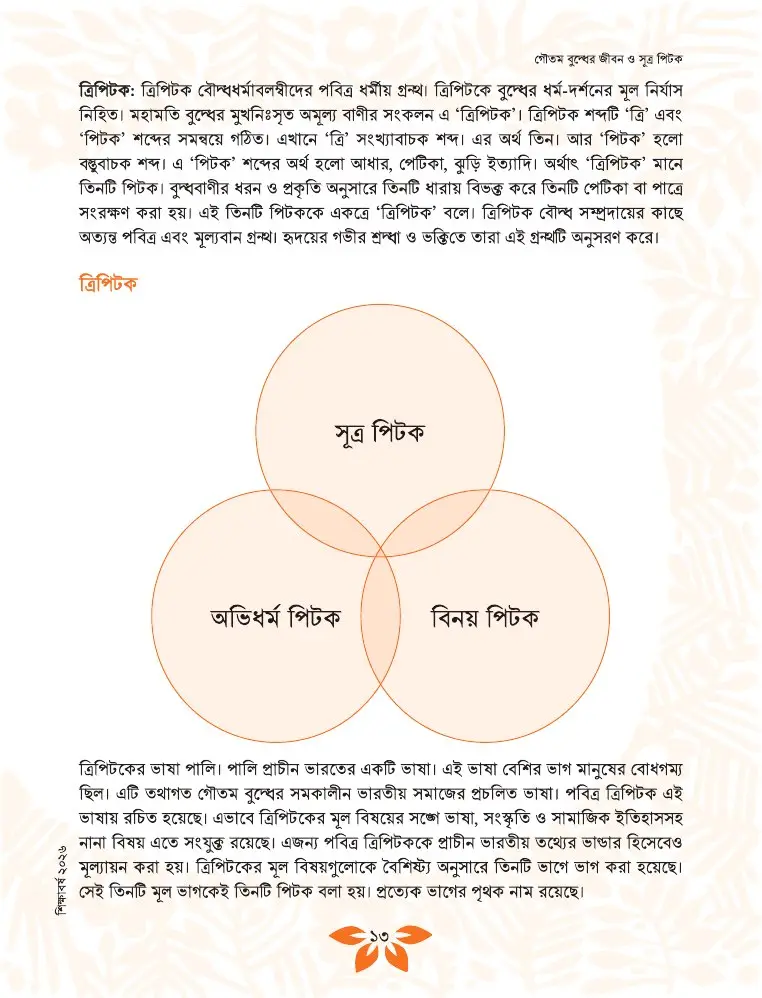 গৌতম বুদ্ধের জীবন ও সূত্র পিটক
ত্রিপিটক: ত্রিপিটক বৌদ্ধধর্মাবলম্বীদের পবিত্র ধর্মীয় গ্রন্থ। ত্রিপিটকে বুদ্ধের ধর্ম-দর্শনের মূল নির্যাস
নিহিত। মহামতি বুদ্ধের মুখনিঃসৃত অমূল্য বাণীর সংকলন এ ‘ত্রিপিটক’। ত্রিপিটক শব্দটি ‘ত্রি’ এবং
‘পিটক’ শব্দের সমন্বয়ে গঠিত। এখানে ‘ত্রি’ সংখ্যাবাচক শব্দ। এর অর্থ তিন। আর ‘পিটক’ হলো
বস্তুবাচক শব্দ। এ ‘পিটক’ শব্দের অর্থ হলো আধার, পেটিকা, ঝুড়ি ইত্যাদি। অর্থাৎ ‘ত্রিপিটক’ মানে
তিনটি পিটক। বুদ্ধবাণীর ধরন ও প্রকৃতি অনুসারে তিনটি ধারায় বিভক্ত করে তিনটি পেটিকা বা পাত্রে
সংরক্ষণ করা হয়। এই তিনটি পিটককে একত্রে ‘ত্রিপিটক’ বলে। ত্রিপিটক বৌদ্ধ সম্প্রদায়ের কাছে
অত্যন্ত পবিত্র এবং মূল্যবান গ্রন্থ। হৃদয়ের গভীর শ্রদ্ধা ও ভক্তিতে তারা এই গ্রন্থটি অনুসরণ করে।
ত্রিপিটক
সূত্র পিটক
অভিধর্ম পিটক
বিনয় পিটক
ত্রিপিটকের ভাষা পালি। পালি প্রাচীন ভারতের একটি ভাষা। এই ভাষা বেশির ভাগ মানুষের বোধগম্য
ছিল। এটি তথাগত গৌতম বুদ্ধের সমকালীন ভারতীয় সমাজের প্রচলিত ভাষা। পবিত্র ত্রিপিটক এই
ভাষায় রচিত হয়েছে। এভাবে ত্রিপিটকের মূল বিষয়ের সঙ্গে ভাষা, সংস্কৃতি ও সামাজিক ইতিহাসসহ
নানা বিষয় এতে সংযুক্ত রয়েছে। এজন্য পবিত্র ত্রিপিটককে প্রাচীন ভারতীয় তথ্যের ভান্ডার হিসেবেও
মূল্যায়ন করা হয়। ত্রিপিটকের মূল বিষয়গুলোকে বৈশিষ্ট্য অনুসারে তিনটি ভাগে ভাগ করা হয়েছে।
সেই তিনটি মূল ভাগকেই তিনটি পিটক বলা হয়। প্রত্যেক ভাগের পৃথক নাম রয়েছে।
শিক্ষাবর্ষ ২০২৬
১৩